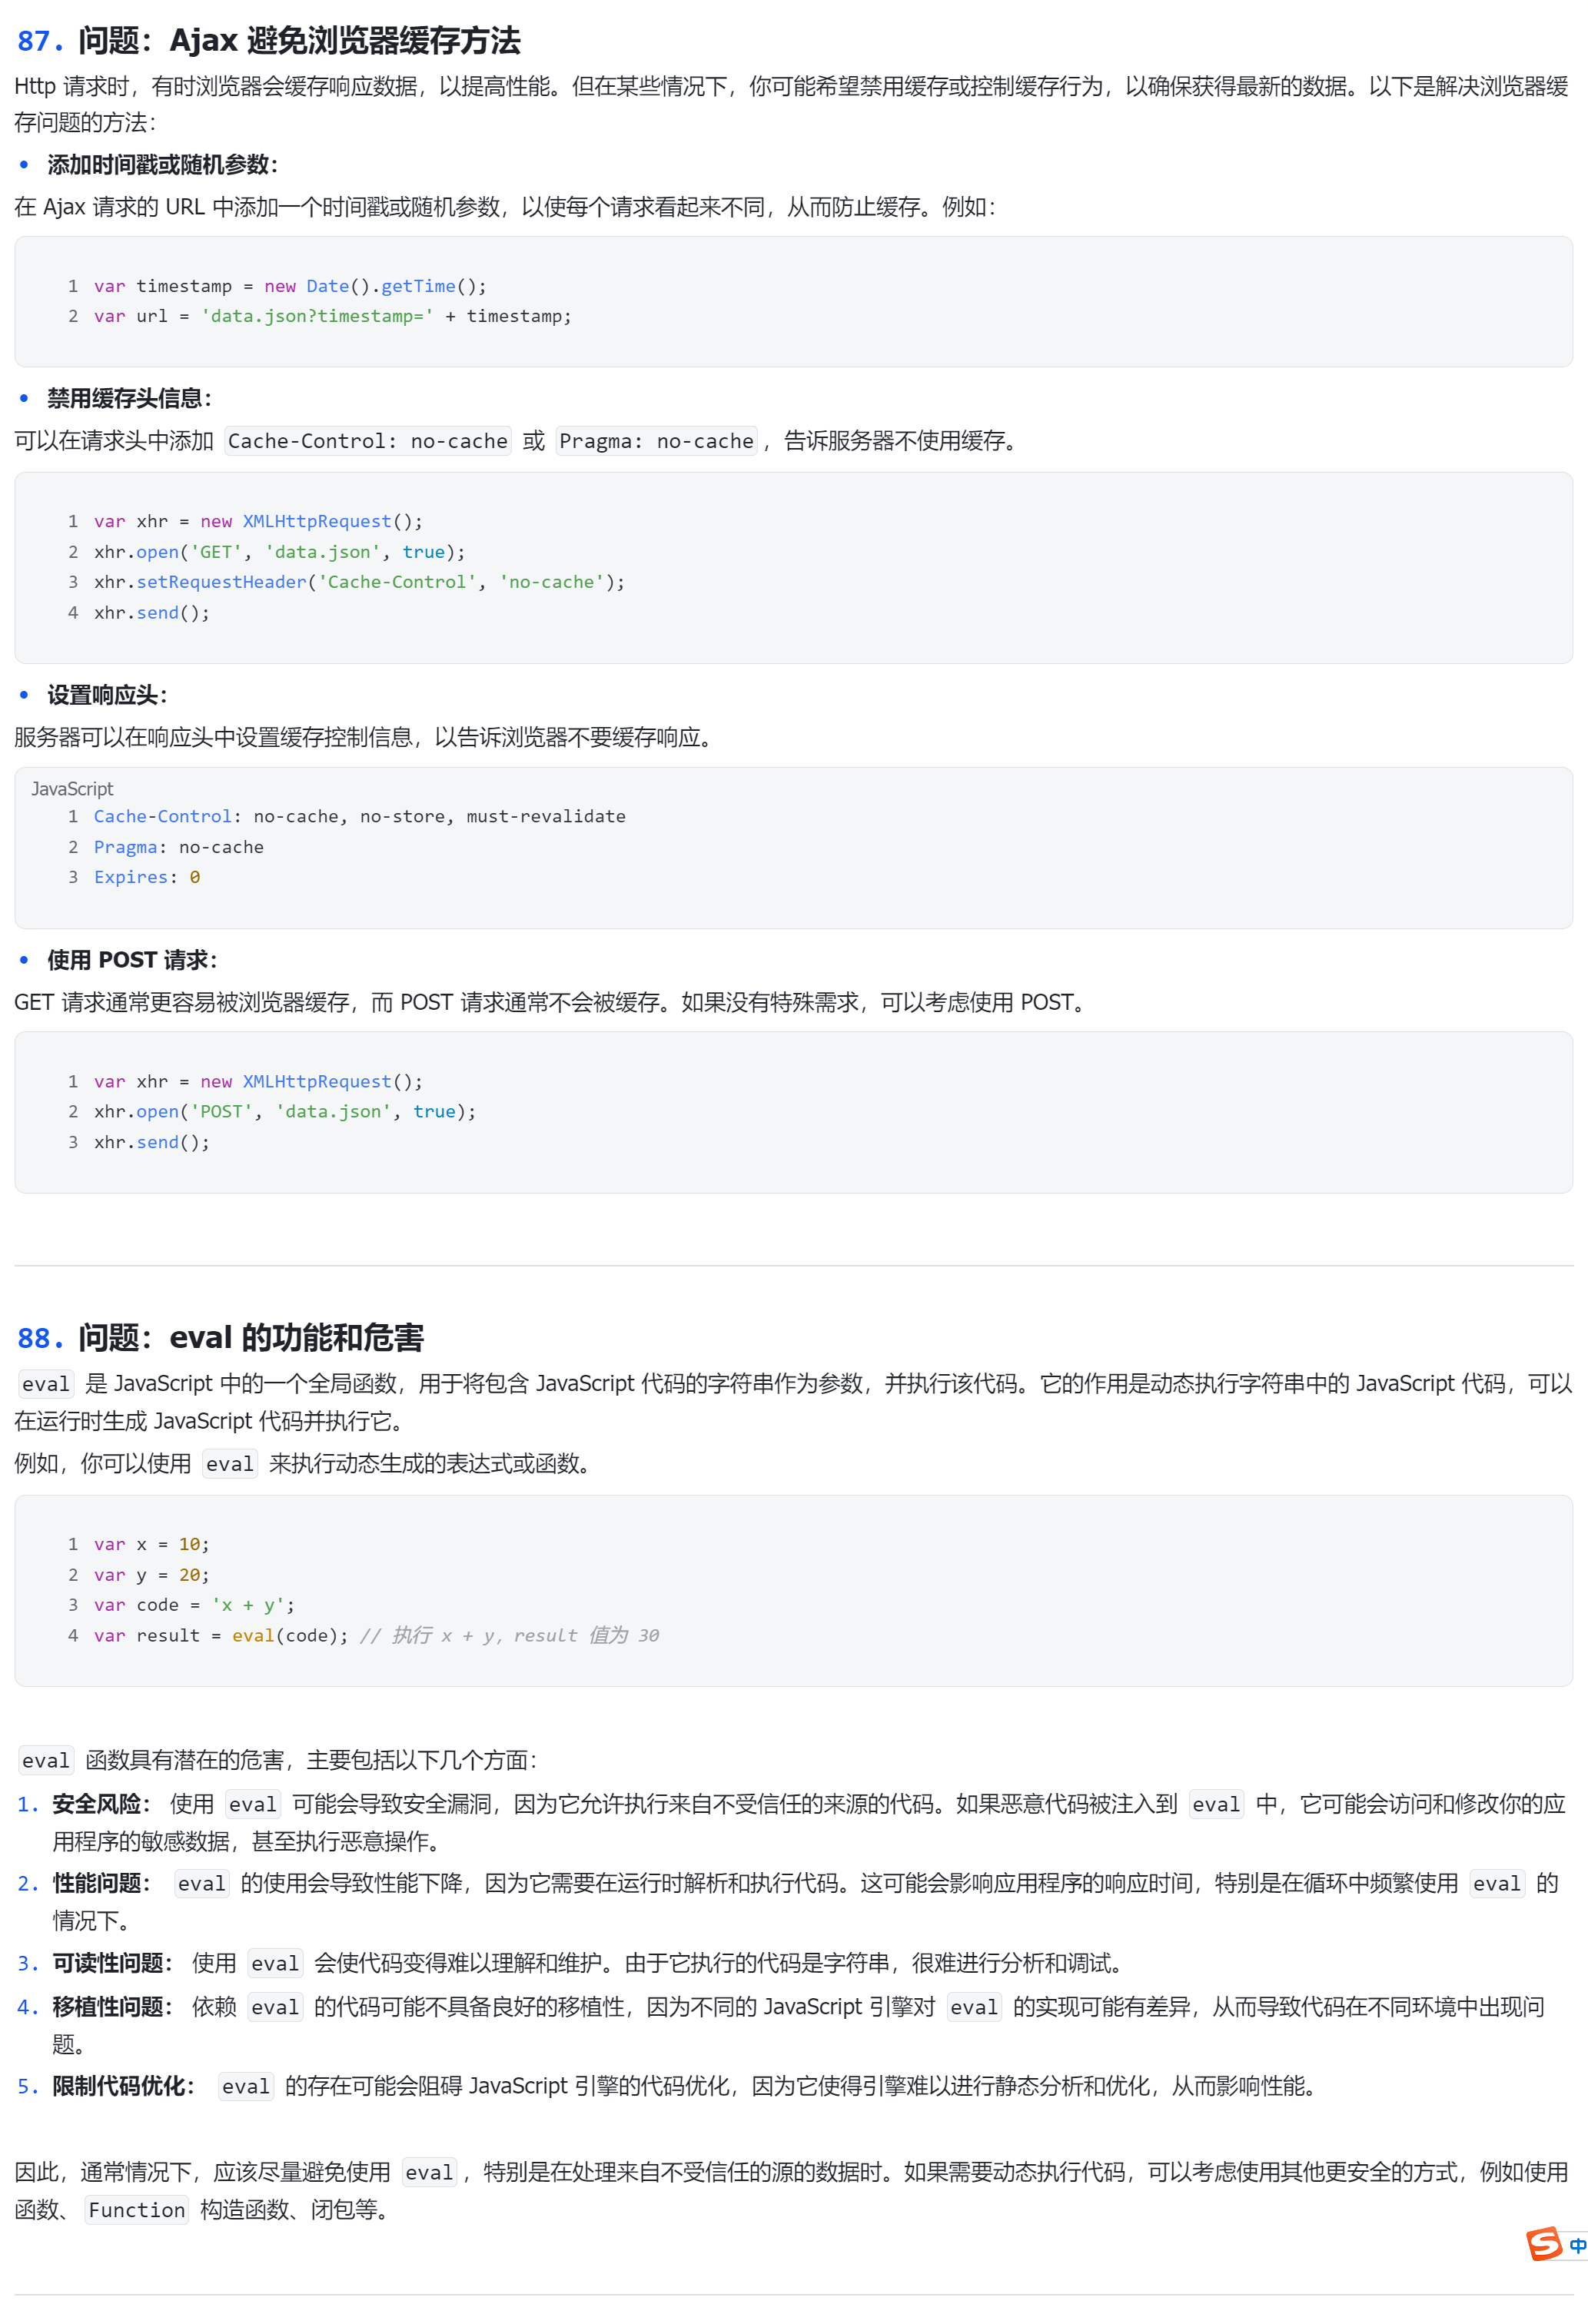 87. 问题：Ajax 避免浏览器缓存方法
Http 请求时，有时浏览器会缓存响应数据，以提高性能。但在某些情况下，你可能希望禁用缓存或控制缓存行为，以确保获得最新的数据。以下是解决浏览器缓
存问题的方法：
• 添加时间戳或随机参数：
在 Ajax 请求的 URL 中添加一个时间戳或随机参数，以使每个请求看起来不同，从而防止缓存。例如：
1 var timestamp = new Date().getTime();
2 var url = 'data.json?timestamp=' + timestamp;
• 禁用缓存头信息：
可以在请求头中添加 Cache-Control: no-cache 或 Pragma: no-cache，告诉服务器不使用缓存。
1 var xhr = new XMLHttpRequest();
2 xhr.open('GET', 'data.json', true);
3 xhr.setRequestHeader('Cache-Control', 'no-cache');
4 xhr.send();
• 设置响应头：
服务器可以在响应头中设置缓存控制信息，以告诉浏览器不要缓存响应。
JavaScript
1 Cache-Control: no-cache, no-store, must-revalidate
2 Pragma: no-cache
3 Expires: 0
• 使用 POST 请求：
GET 请求通常更容易被浏览器缓存，而 POST 请求通常不会被缓存。如果没有特殊需求，可以考虑使用 POST。
1 var xhr = new XMLHttpRequest();
2 xhr.open('POST', 'data.json', true);
3 xhr.send();
88. 问题：eval 的功能和危害
eval 是 JavaScript 中的一个全局函数，用于将包含 JavaScript 代码的字符串作为参数，并执行该代码。它的作用是动态执行字符串中的 JavaScript 代码，可以
在运行时生成 JavaScript 代码并执行它。
例如，你可以使用 eval 来执行动态生成的表达式或函数。
1 var x = 10;
2 var y = 20;
3 var code = 'x + y';
4 var result = eval(code); // 执行 x + y，result 值为 30
eval 函数具有潜在的危害，主要包括以下几个方面：
1. 安全风险： 使用 eval 可能会导致安全漏洞，因为它允许执行来自不受信任的来源的代码。如果恶意代码被注入到 eval 中，它可能会访问和修改你的应
用程序的敏感数据，甚至执行恶意操作。
2. 性能问题： eval 的使用会导致性能下降，因为它需要在运行时解析和执行代码。这可能会影响应用程序的响应时间，特别是在循环中频繁使用 eval 的
情况下。
3. 可读性问题： 使用 eval 会使代码变得难以理解和维护。由于它执行的代码是字符串，很难进行分析和调试。
4. 移植性问题： 依赖 eval 的代码可能不具备良好的移植性，因为不同的 JavaScript 引擎对 eval 的实现可能有差异，从而导致代码在不同环境中出现问
题。
5. 限制代码优化： eval 的存在可能会阻碍 JavaScript 引擎的代码优化，因为它使得引擎难以进行静态分析和优化，从而影响性能。
因此，通常情况下，应该尽量避免使用 eval，特别是在处理来自不受信任的源的数据时。如果需要动态执行代码，可以考虑使用其他更安全的方式，例如使用
函数、Function 构造函数、闭包等。
S 中